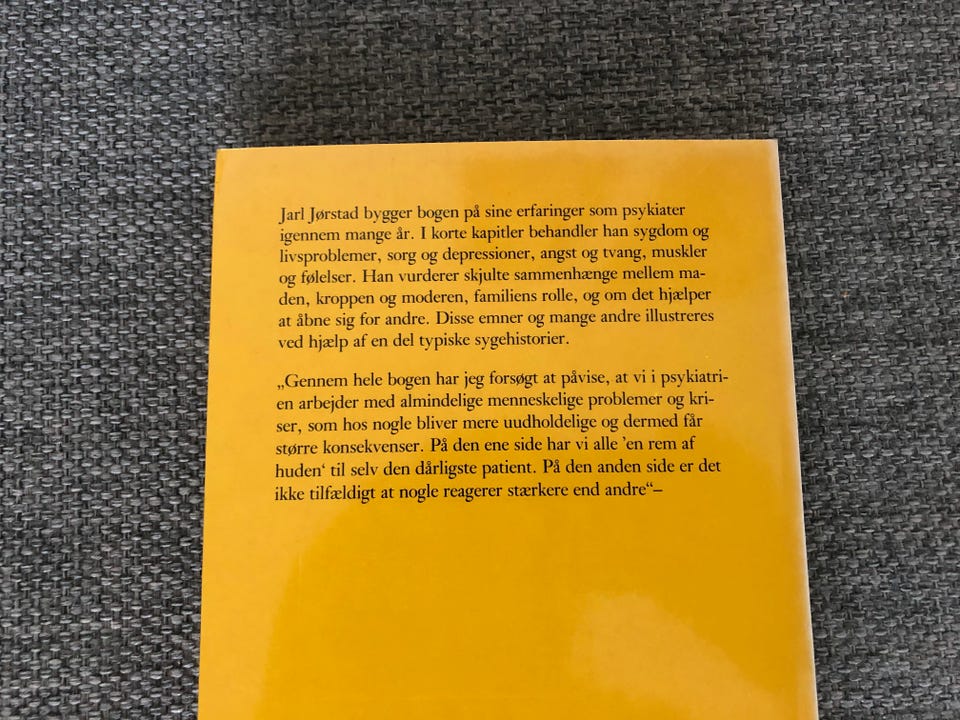 Jarl Jørstad bygger bogen på sine erfaringer som psykiater
igennem mange år. I korte kapitler behandler han sygdom og
livsproblemer, sorg og depressioner, angst og tvang, muskler
og følelser. Han vurderer skjulte sammenhænge mellem ma-
den, kroppen og moderen, familiens rolle, og om det hjælper
at åbne sig for andre. Disse emner og mange andre illustreres
ved hjælp af en del typiske sygehistorier.
„Gennem hele bogen har jeg forsøgt at påvise, at vi i psykiatri-
en arbejder med almindelige menneskelige problemer og kri-
ser, som hos nogle bliver mere uudholdelige og dermed får
større konsekvenser. På den ene side har vi alle ’en rem af
huden‘ til selv den dårligste patient. På den anden side er det
ikke tilfældigt at nogle reagerer stærkere end andre“–